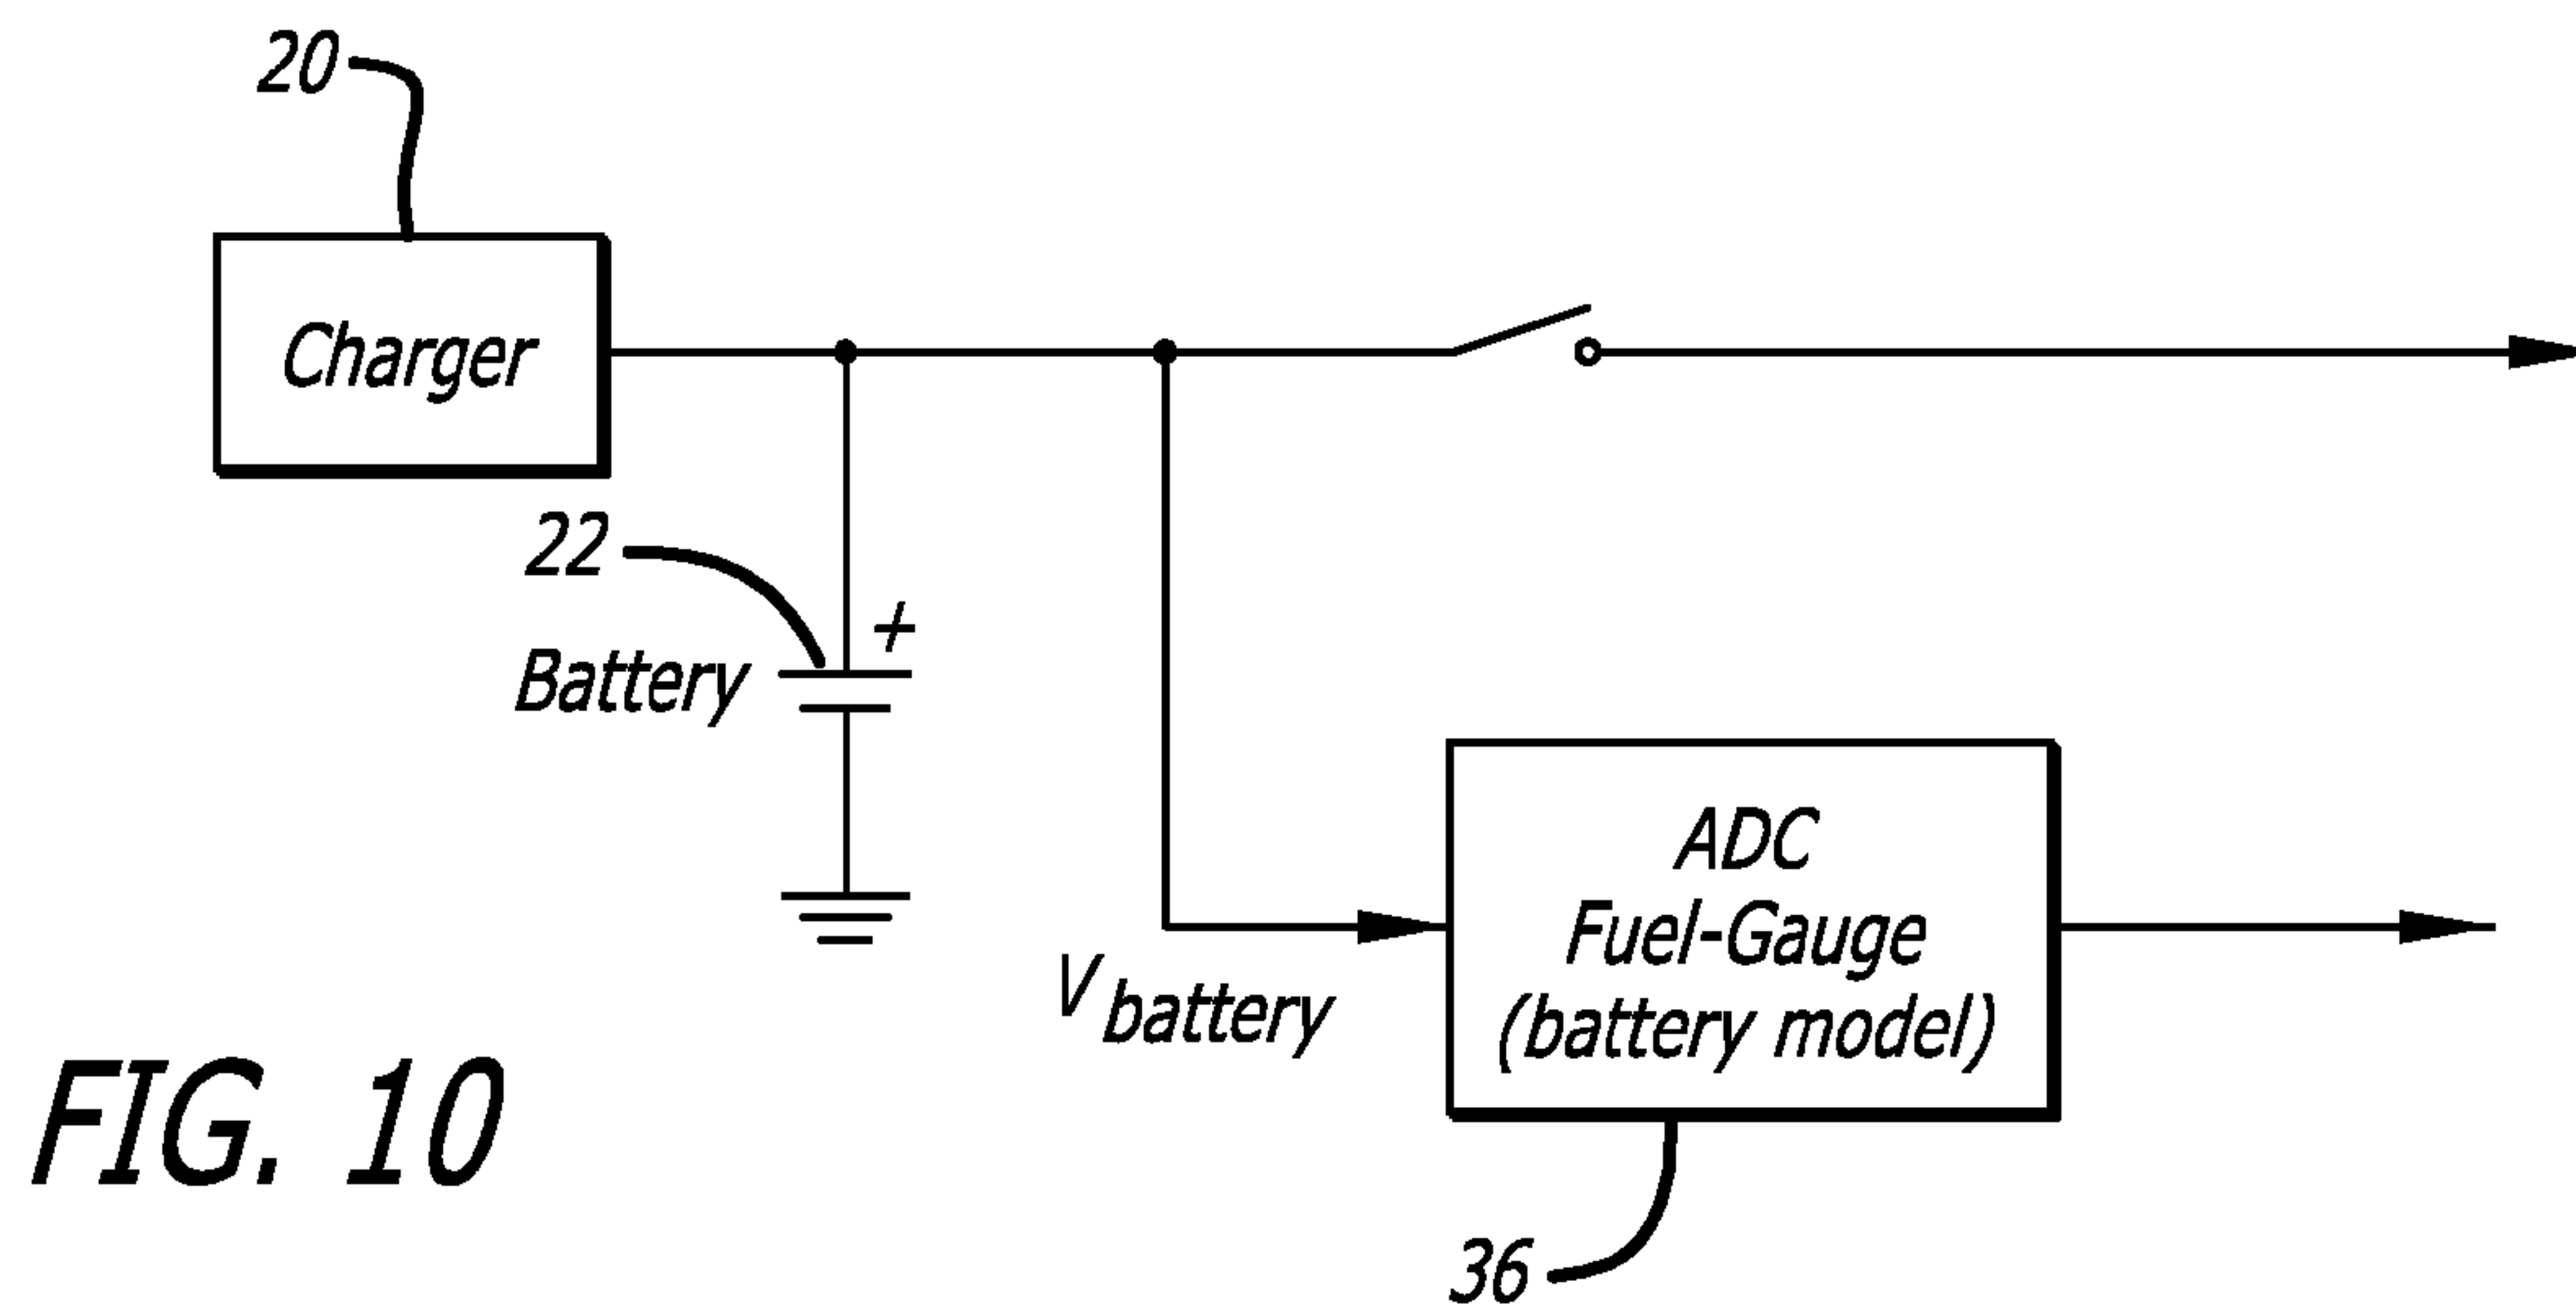 20
Charger
22
+
Battery
ADC
Fuel-Gauge
(battery model)
V battery
FIG. 10
36